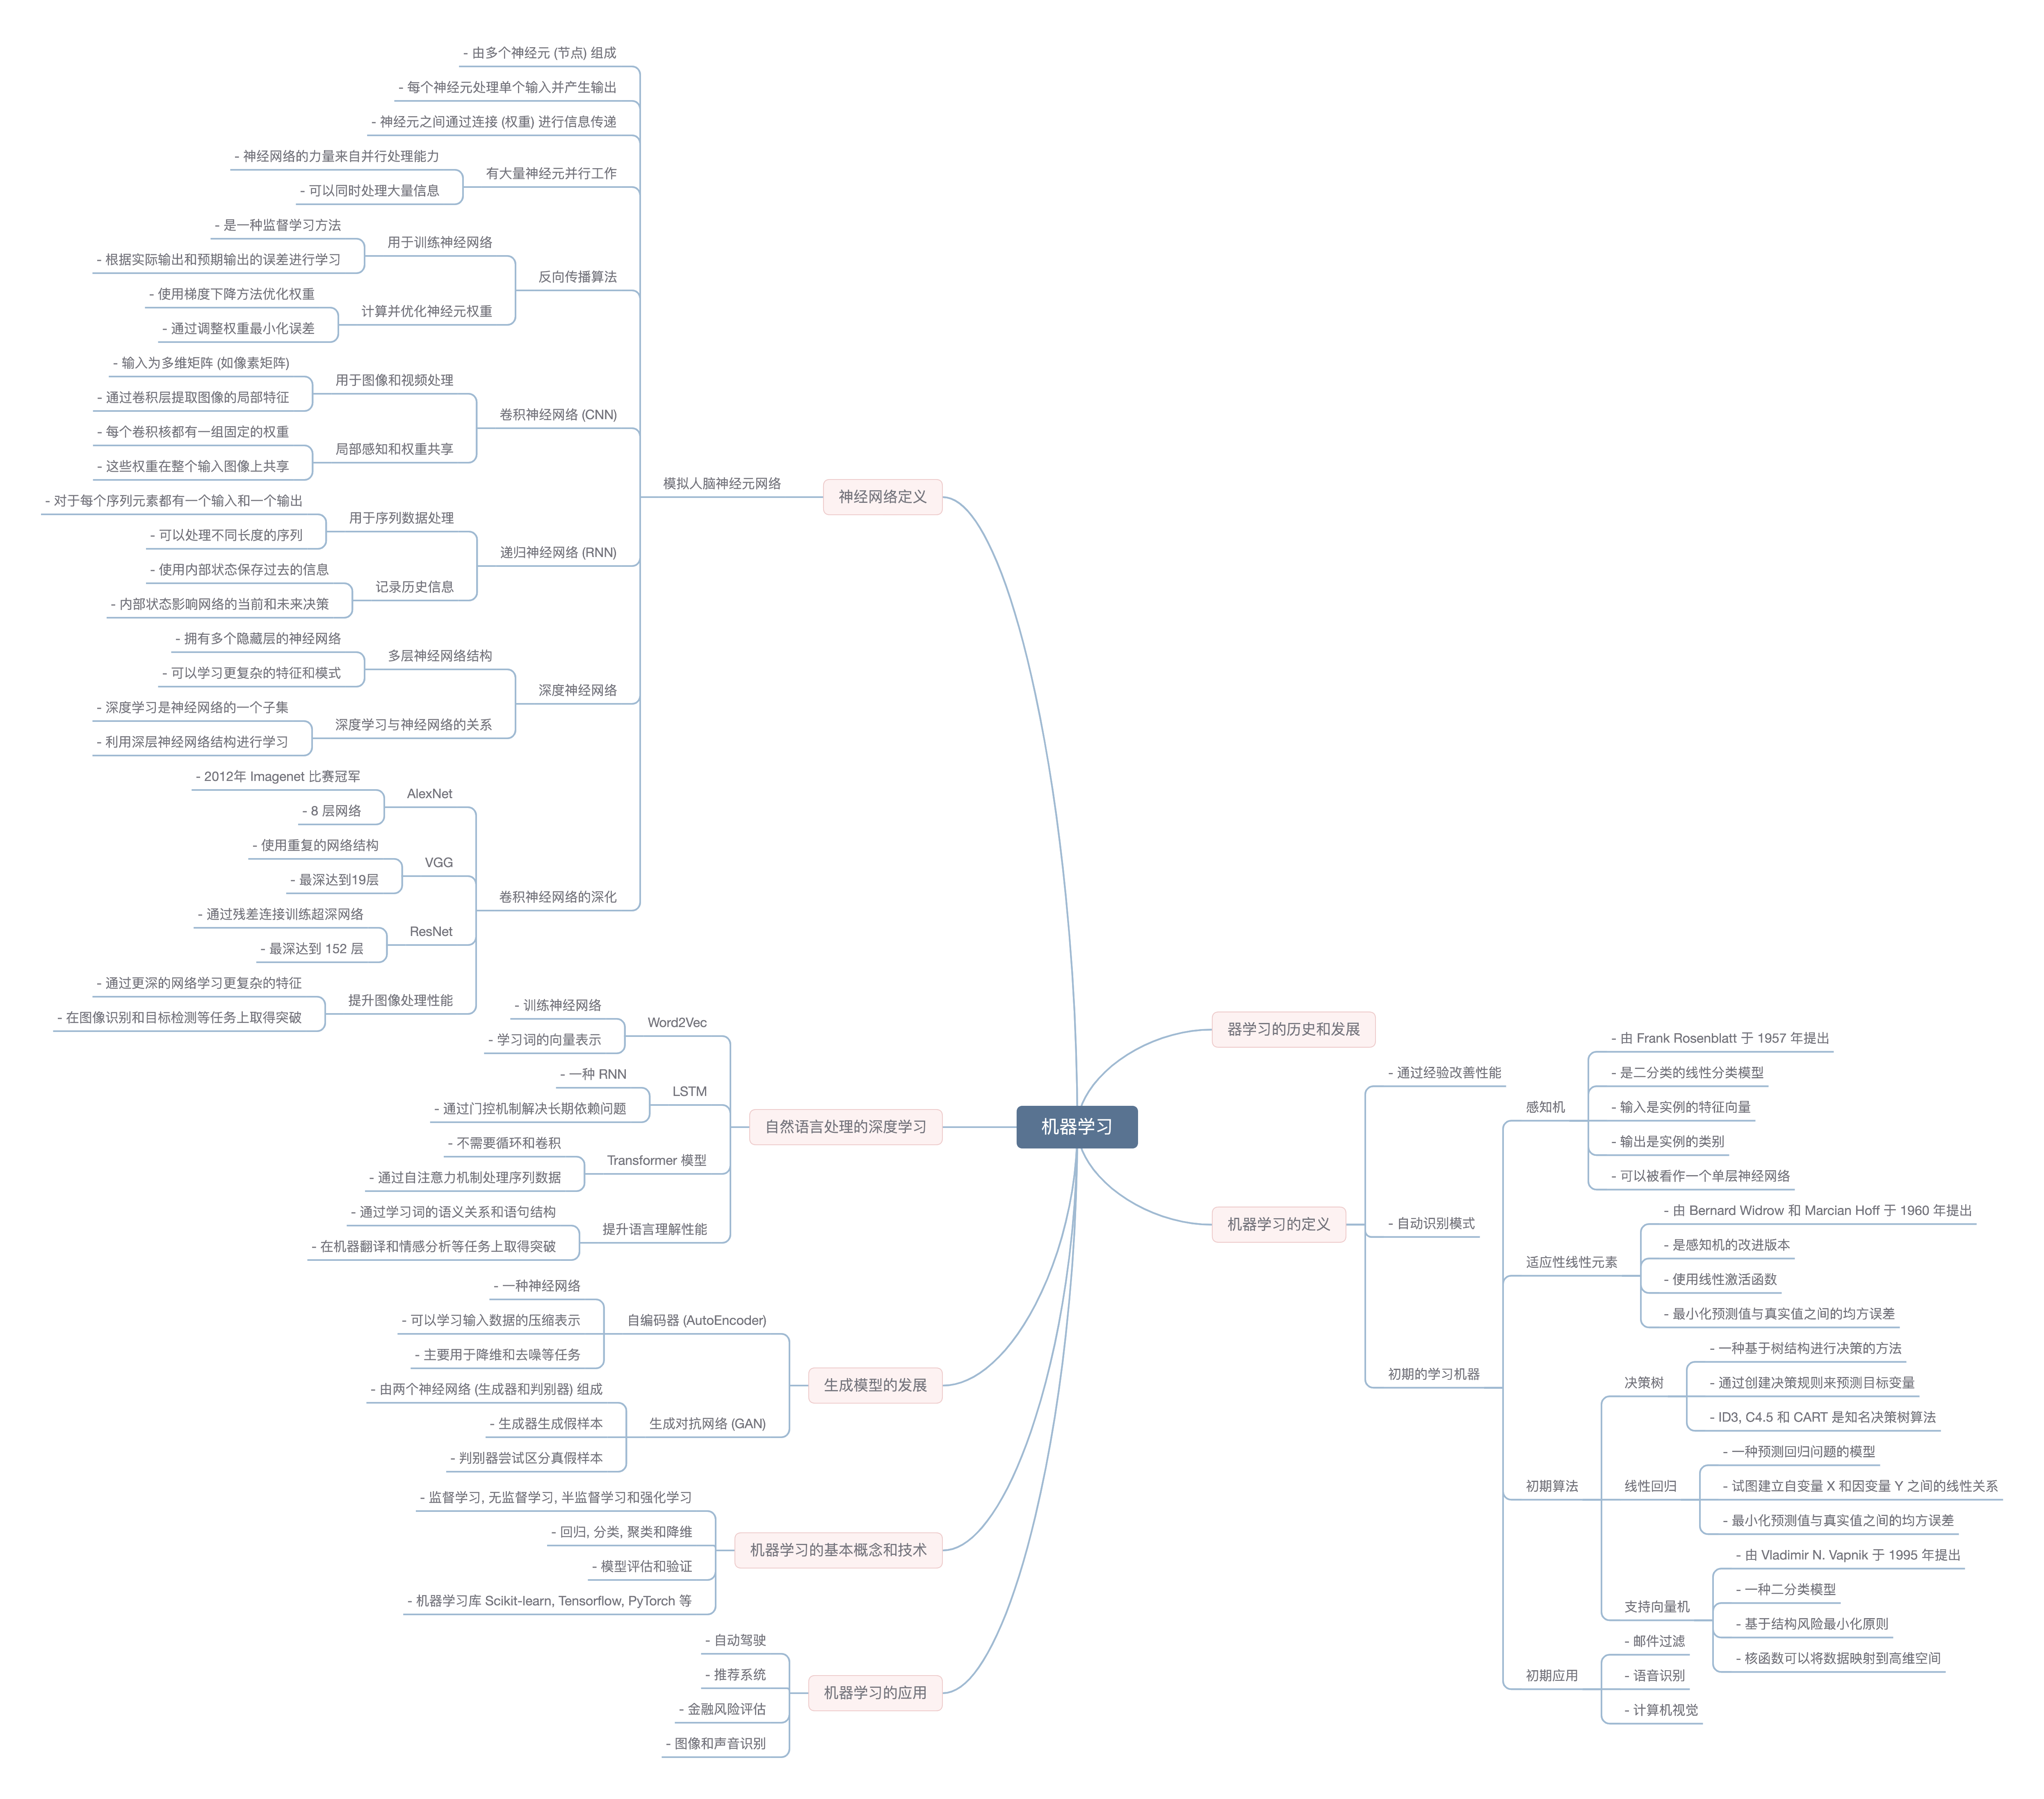 机器学习
器学习的历史和发展
机器学习的定义
- 通过经验改善性能
- 自动识别模式
初期的学习机器
感知机
- 由 Frank Rosenblatt 于 1957 年提出
- 是二分类的线性分类模型
- 输入是实例的特征向量
- 输出是实例的类别
- 可以被看作一个单层神经网络
适应性线性元素
- 由 Bernard Widrow 和 Marcian Hoff 于 1960 年提出
- 是感知机的改进版本
- 使用线性激活函数
- 最小化预测值与真实值之间的均方误差
初期算法
决策树
- 一种基于树结构进行决策的方法
- 通过创建决策规则来预测目标变量
- ID3, C4.5 和 CART 是知名决策树算法
线性回归
- 一种预测回归问题的模型
- 试图建立自变量 X 和因变量 Y 之间的线性关系
- 最小化预测值与真实值之间的均方误差
支持向量机
- 由 Vladimir N. Vapnik 于 1995 年提出
- 一种二分类模型
- 基于结构风险最小化原则
- 核函数可以将数据映射到高维空间
初期应用
- 邮件过滤
- 语音识别
- 计算机视觉
神经网络定义
模拟人脑神经元网络
- 由多个神经元 (节点) 组成
- 每个神经元处理单个输入并产生输出
- 神经元之间通过连接 (权重) 进行信息传递
有大量神经元并行工作
- 神经网络的力量来自并行处理能力
- 可以同时处理大量信息
反向传播算法
用于训练神经网络
- 是一种监督学习方法
- 根据实际输出和预期输出的误差进行学习
计算并优化神经元权重
- 使用梯度下降方法优化权重
- 通过调整权重最小化误差
卷积神经网络 (CNN)
用于图像和视频处理
- 输入为多维矩阵 (如像素矩阵)
- 通过卷积层提取图像的局部特征
局部感知和权重共享
- 每个卷积核都有一组固定的权重
- 这些权重在整个输入图像上共享
递归神经网络 (RNN)
用于序列数据处理
- 对于每个序列元素都有一个输入和一个输出
- 可以处理不同长度的序列
记录历史信息
- 使用内部状态保存过去的信息
- 内部状态影响网络的当前和未来决策
深度神经网络
多层神经网络结构
- 拥有多个隐藏层的神经网络
- 可以学习更复杂的特征和模式
深度学习与神经网络的关系
- 深度学习是神经网络的一个子集
- 利用深层神经网络结构进行学习
卷积神经网络的深化
AlexNet
- 2012年 Imagenet 比赛冠军
- 8 层网络
VGG
- 使用重复的网络结构
- 最深达到19层
ResNet
- 通过残差连接训练超深网络
- 最深达到 152 层
提升图像处理性能
- 通过更深的网络学习更复杂的特征
- 在图像识别和目标检测等任务上取得突破
自然语言处理的深度学习
Word2Vec
- 训练神经网络
- 学习词的向量表示
LSTM
- 一种 RNN
- 通过门控机制解决长期依赖问题
Transformer 模型
- 不需要循环和卷积
- 通过自注意力机制处理序列数据
提升语言理解性能
- 通过学习词的语义关系和语句结构
- 在机器翻译和情感分析等任务上取得突破
生成模型的发展
自编码器 (AutoEncoder)
- 一种神经网络
- 可以学习输入数据的压缩表示
- 主要用于降维和去噪等任务
生成对抗网络 (GAN)
- 由两个神经网络 (生成器和判别器) 组成
- 生成器生成假样本
- 判别器尝试区分真假样本
机器学习的基本概念和技术
- 监督学习, 无监督学习, 半监督学习和强化学习
- 回归, 分类, 聚类和降维
- 模型评估和验证
- 机器学习库 Scikit-learn, Tensorflow, PyTorch 等
机器学习的应用
- 自动驾驶
- 推荐系统
- 金融风险评估
- 图像和声音识别